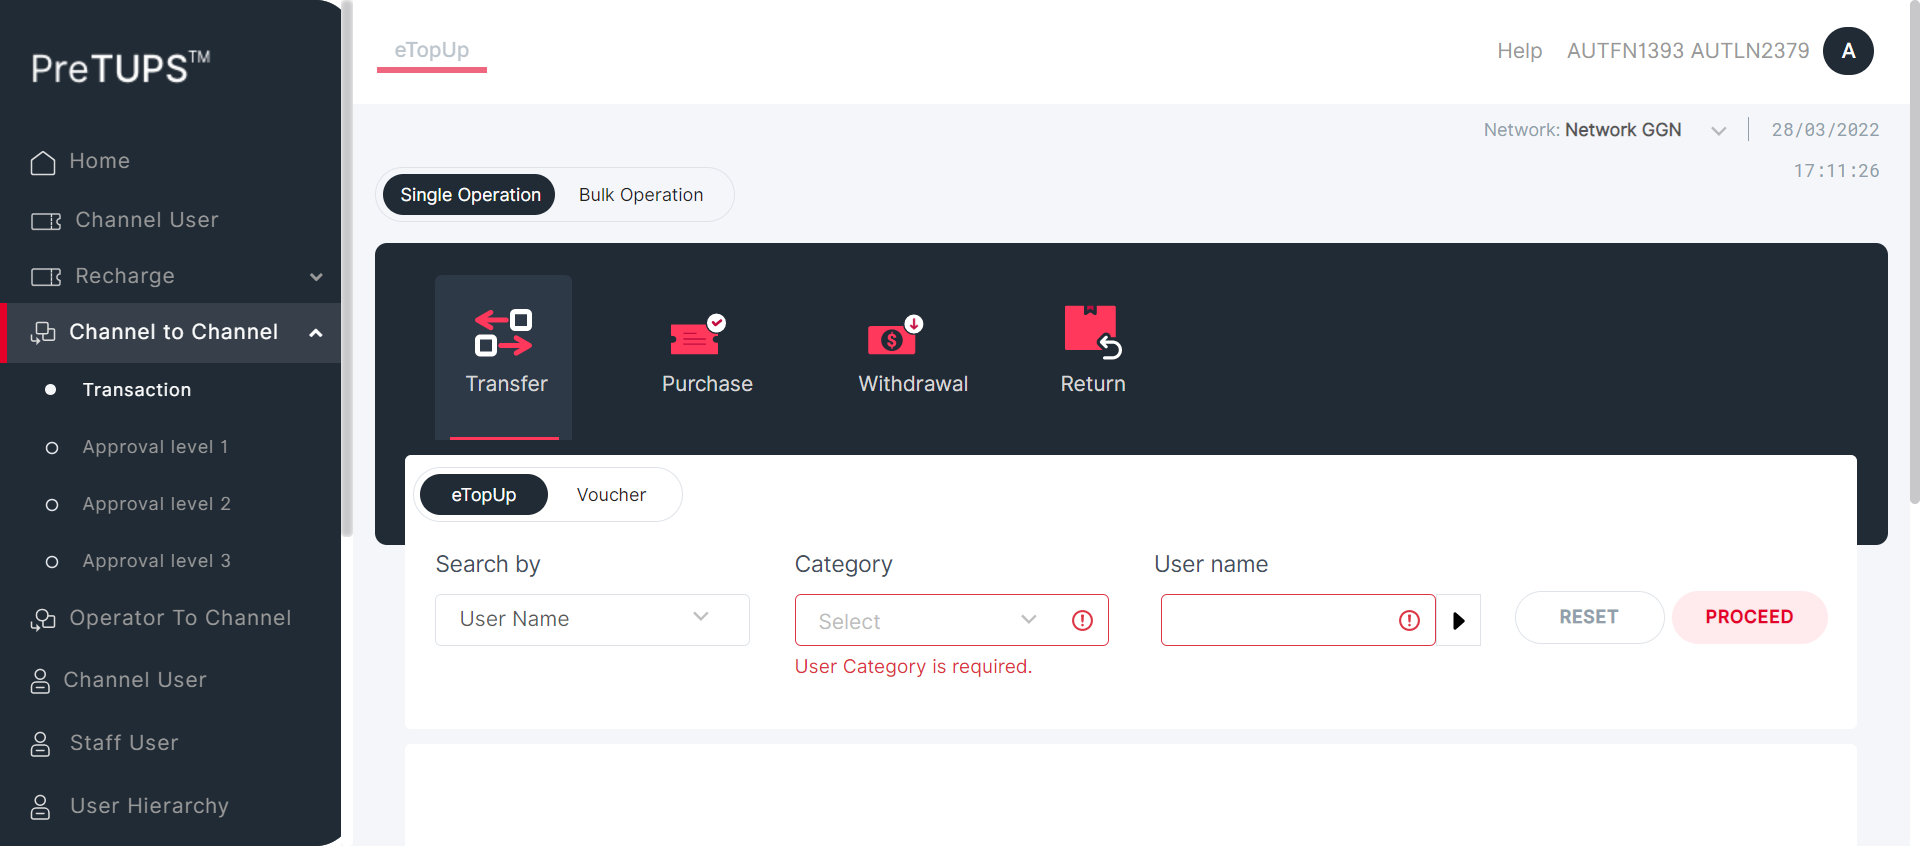 PreTUPS™
Home
Channel User
Recharge
Channel to Channel
Transaction
Approval level 1
Approval level 2
Approval level 3
Operator To Channel
Channel User
Staff User
User Hierarchy
eTopUp
Help AUTFN1393 AUTLN2379 A
Network: Network GGN 28/03/2022
17:11:26
Single Operation Bulk Operation
Transfer Purchase Withdrawal Return
eTopUp Voucher
Search by Category User name
User Name Select RESET PROCEED
User Category is required.